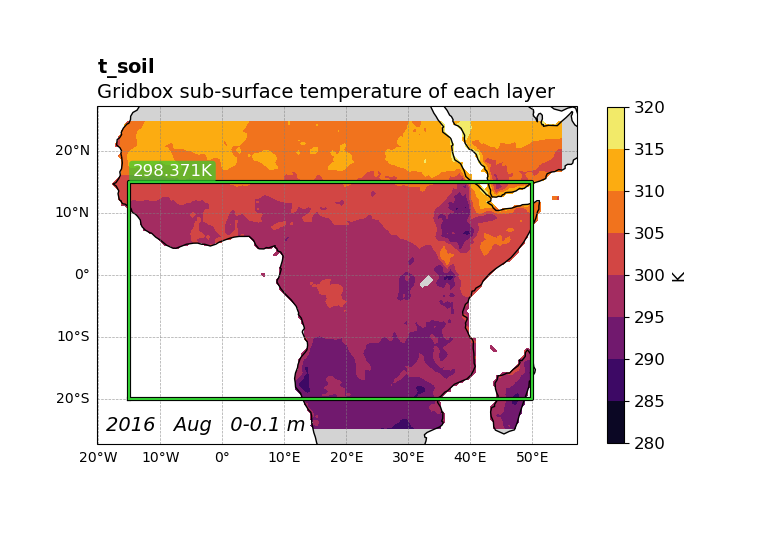 t_soil
Gridbox sub-surface temperature of each layer
298.371K
20°N
10°N
0°
10°S
20°S
2016 Aug 0-0.1 m
20°W 10°W 0° 10°E 20°E 30°E 40°E 50°E
320
315
310
305
300
295
290
285
280
K